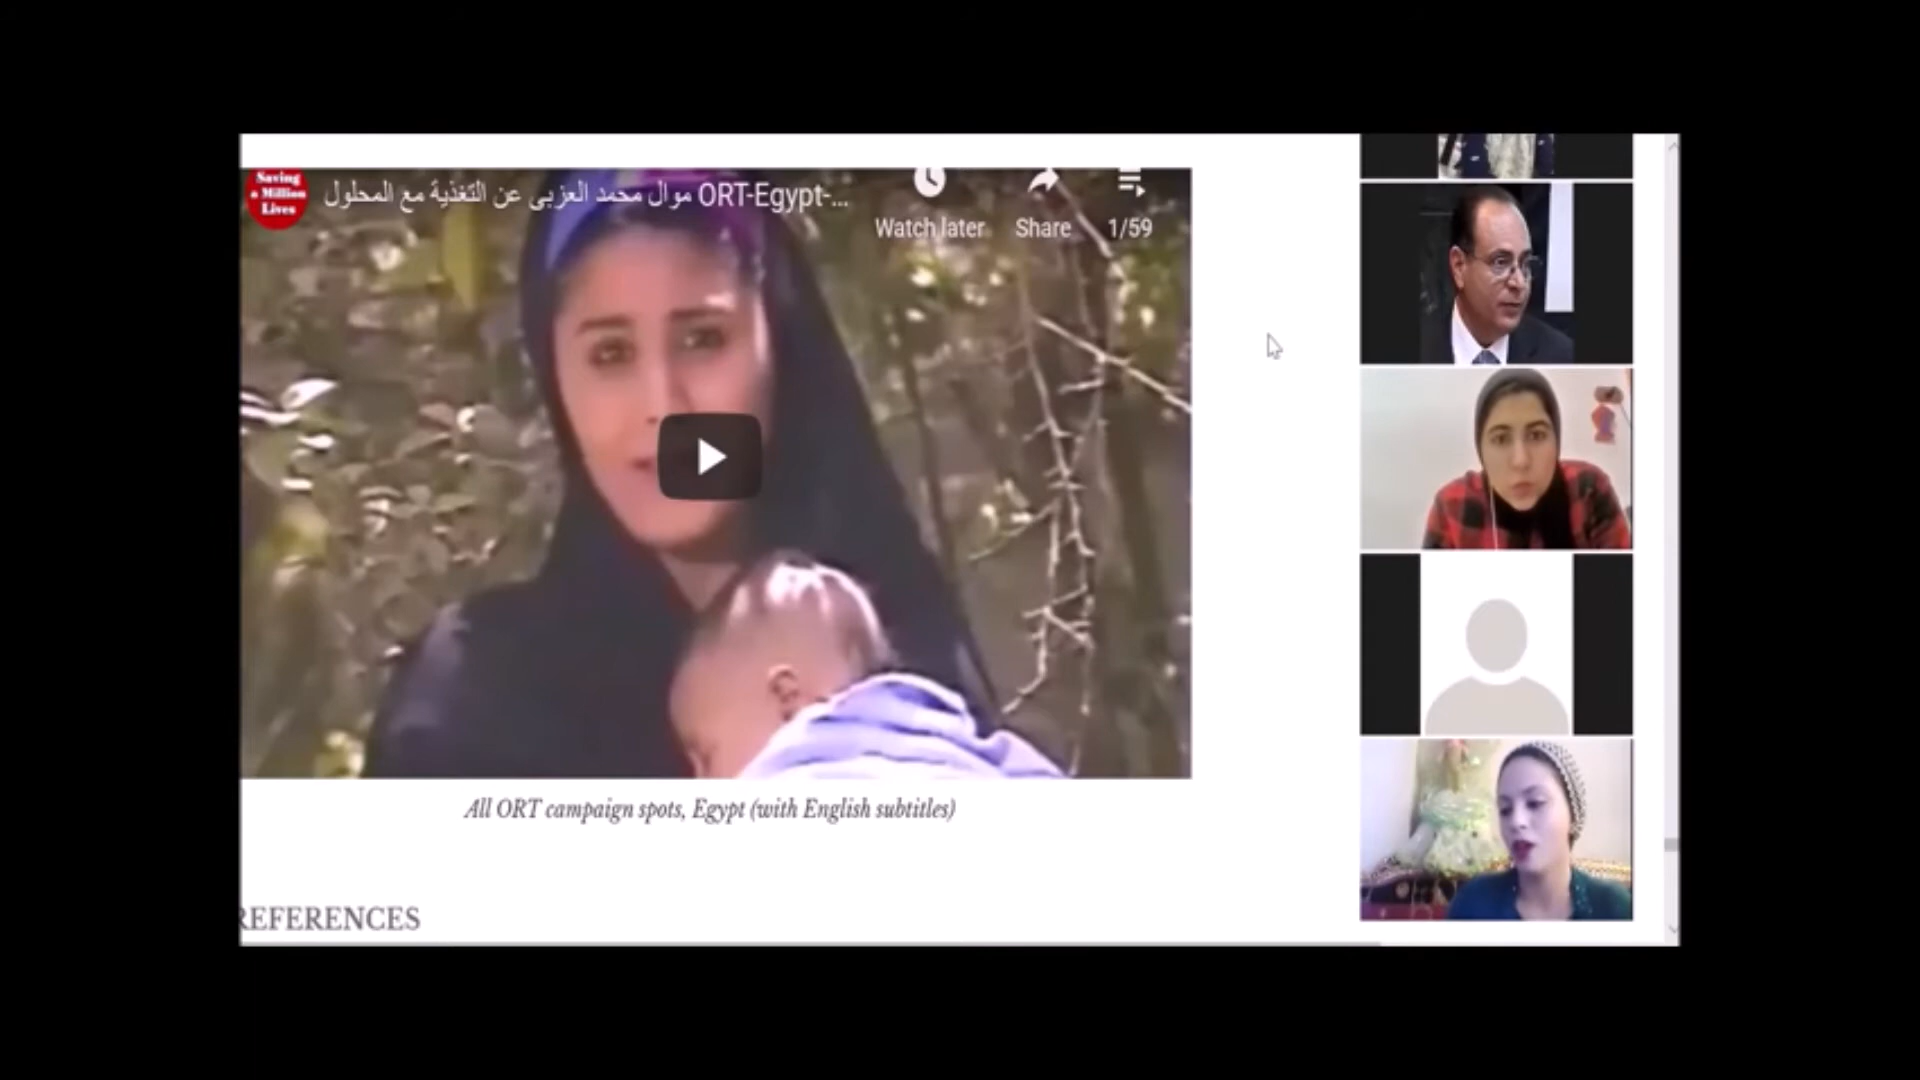 Saving
a Million
Lives
موال محمد العزبى عن التغذية مع المحلول ORT-Egypt-...
Watch later
Share
1/59
All ORT campaign spots, Egypt (with English subtitles)
REFERENCES